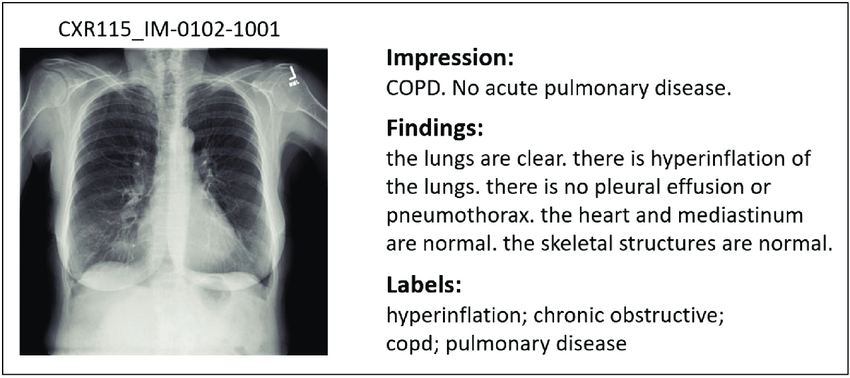 CXR115_IM-0102-1001
L
Impression:
COPD. No acute pulmonary disease.
Findings:
the lungs are clear. there is hyperinflation of
the lungs. there is no pleural effusion or
pneumothorax. the heart and mediastinum
are normal. the skeletal structures are normal.
Labels:
hyperinflation; chronic obstructive;
copd; pulmonary disease